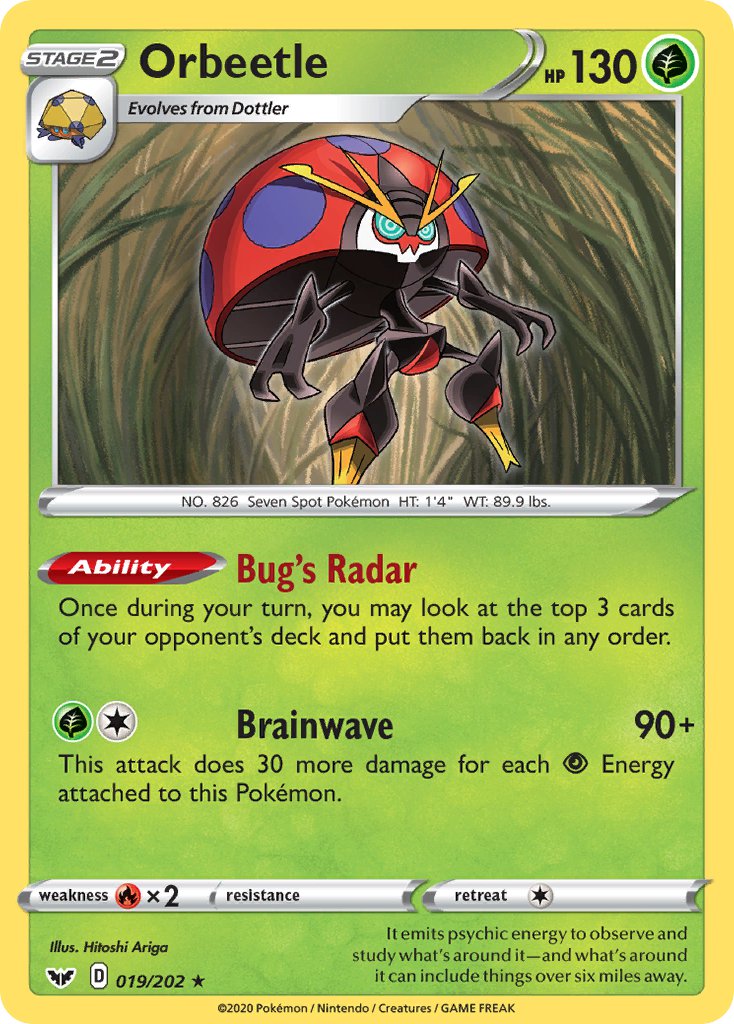 STAGE 2
Orbeetle
HP 130
Evolves from Dottler
NO. 826 Seven Spot Pokémon HT: 1'4" WT: 89.9 lbs.
Ability Bug's Radar
Once during your turn, you may look at the top 3 cards
of your opponent's deck and put them back in any order.
Brainwave 90+
This attack does 30 more damage for each Energy
attached to this Pokémon.
weakness ×2 resistance retreat
Illus. Hitoshi Ariga
D 019/202 ★
It emits psychic energy to observe and
study what's around it—and what's around
it can include things over six miles away.
©2020 Pokémon / Nintendo / Creatures / GAME FREAK